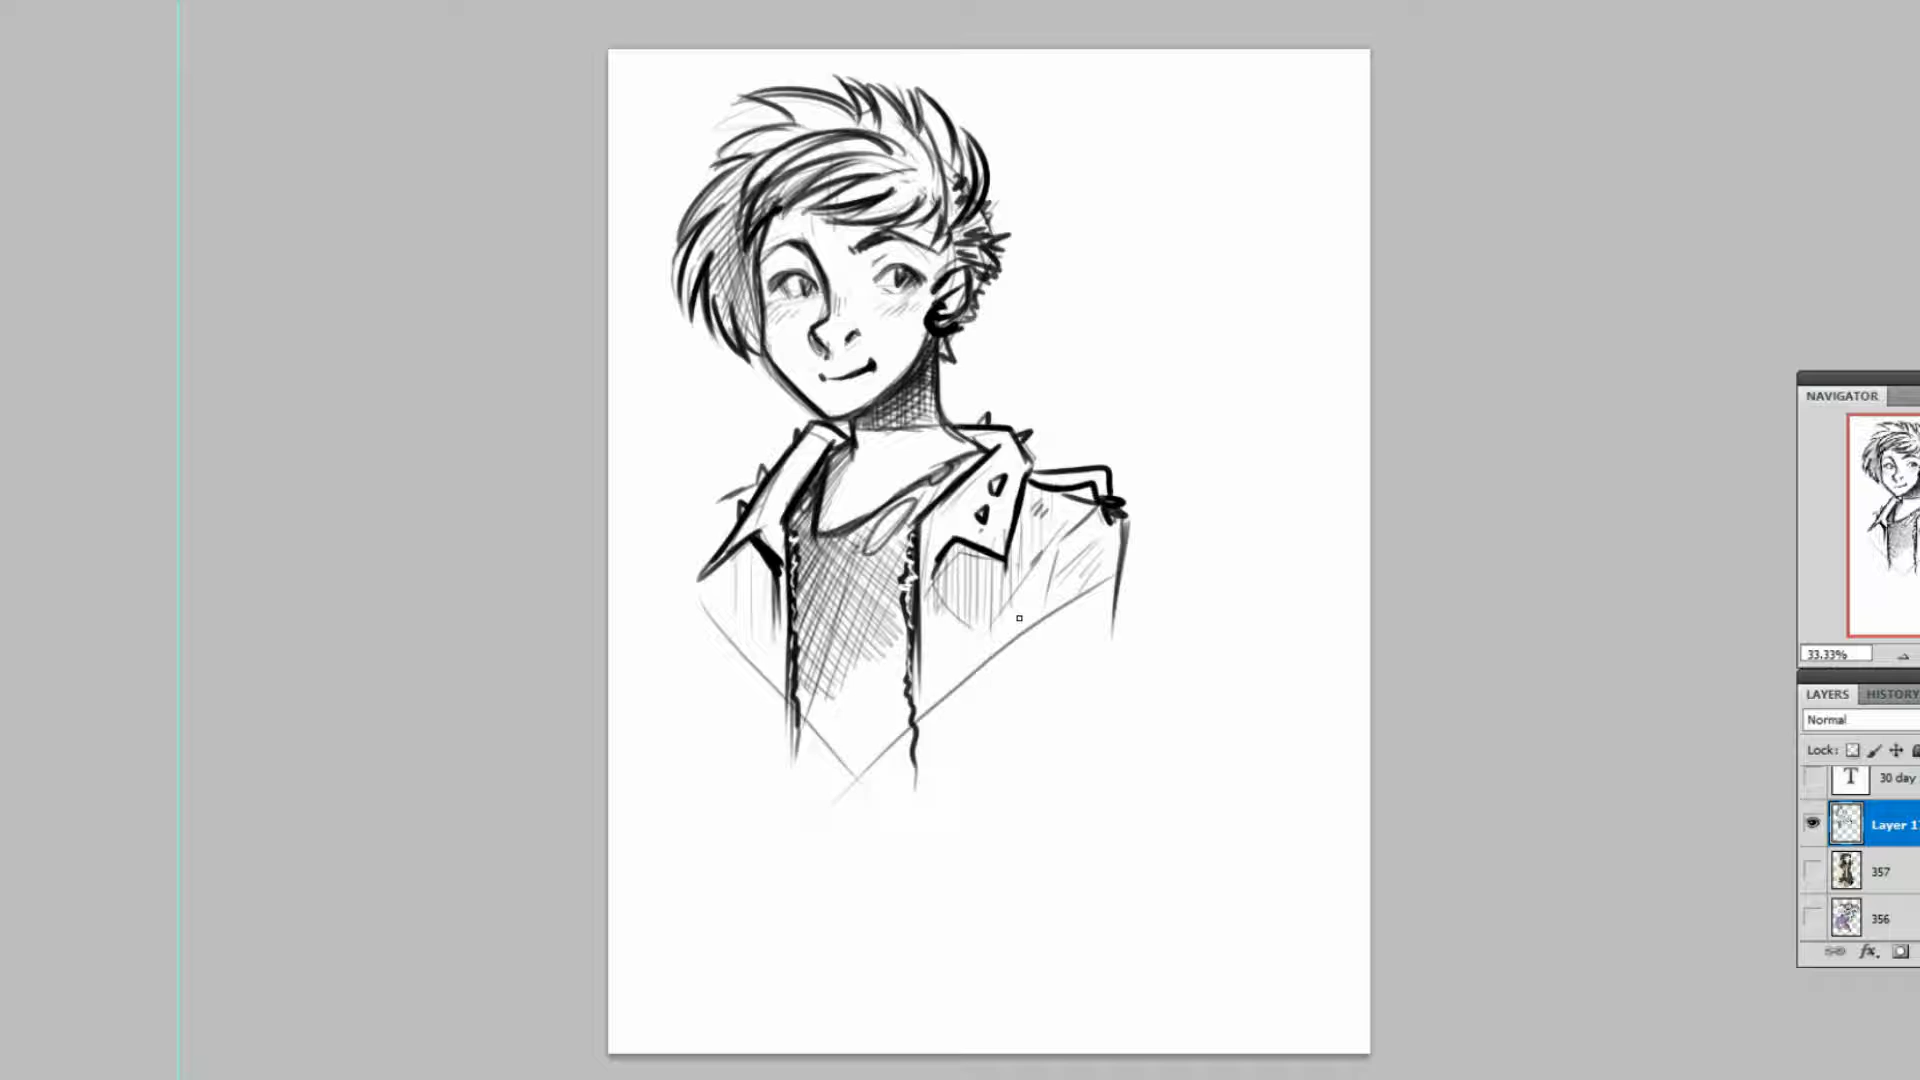 NAVIGATOR
33.33%
LAYERS HISTORY
Normal
Lock:
T 30 day
Layer 1
357
356
fx.